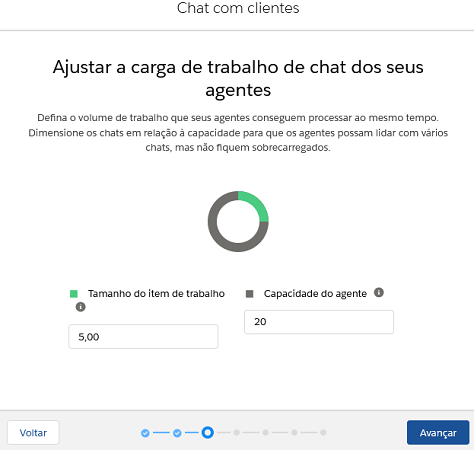 Chat com clientes
Ajustar a carga de trabalho de chat dos seus
agentes
Defina o volume de trabalho que seus agentes conseguem processar ao mesmo tempo.
Dimensione os chats em relação à capacidade para que os agentes possam lidar com vários
chats, mas não fiquem sobrecarregados.
Tamanho do item de trabalho
Capacidade do agente
5,00
20
Voltar
Avançar